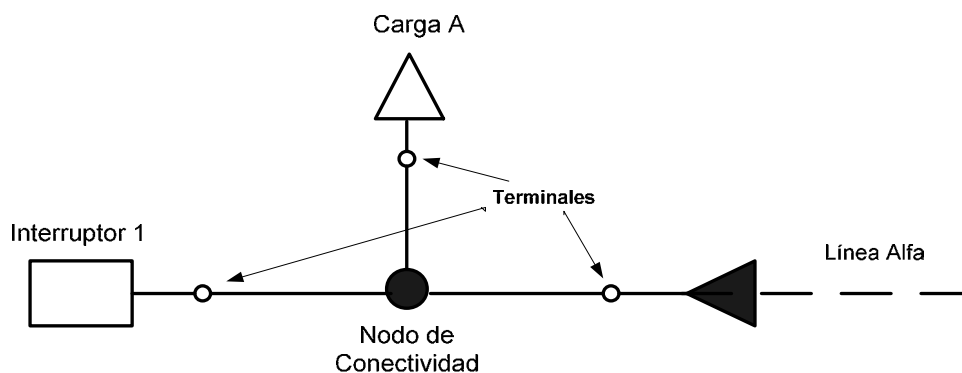 Carga A
Terminales
Interruptor 1
Línea Alfa
Nodo de
Conectividad